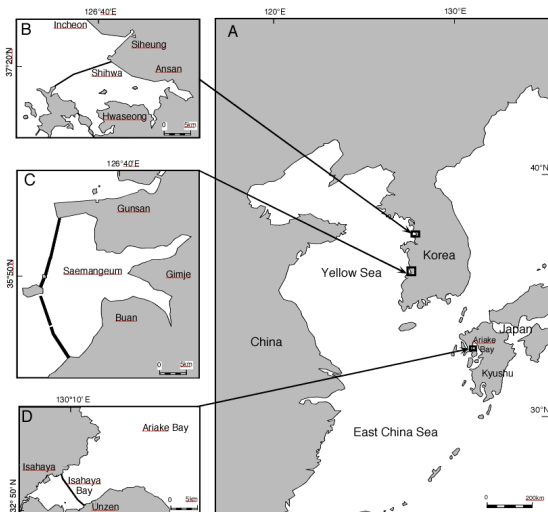 B
126°40'E
Incheon
Siheung
37°20'N
Shihwa
Ansan
Hwaseong
0 5km
A
120°E
130°E
40°N
Korea
Yellow Sea
China
Japan
Ariake
Bay
Kyushu
30°N
East China Sea
0 200km
C
126°40'E
Gunsan
35°50'N
Saemangeum
Gimje
Buan
0 5km
D
130°10'E
Ariake Bay
Isahaya
Isahaya
Bay
32°50'N
Unzen
0 5km